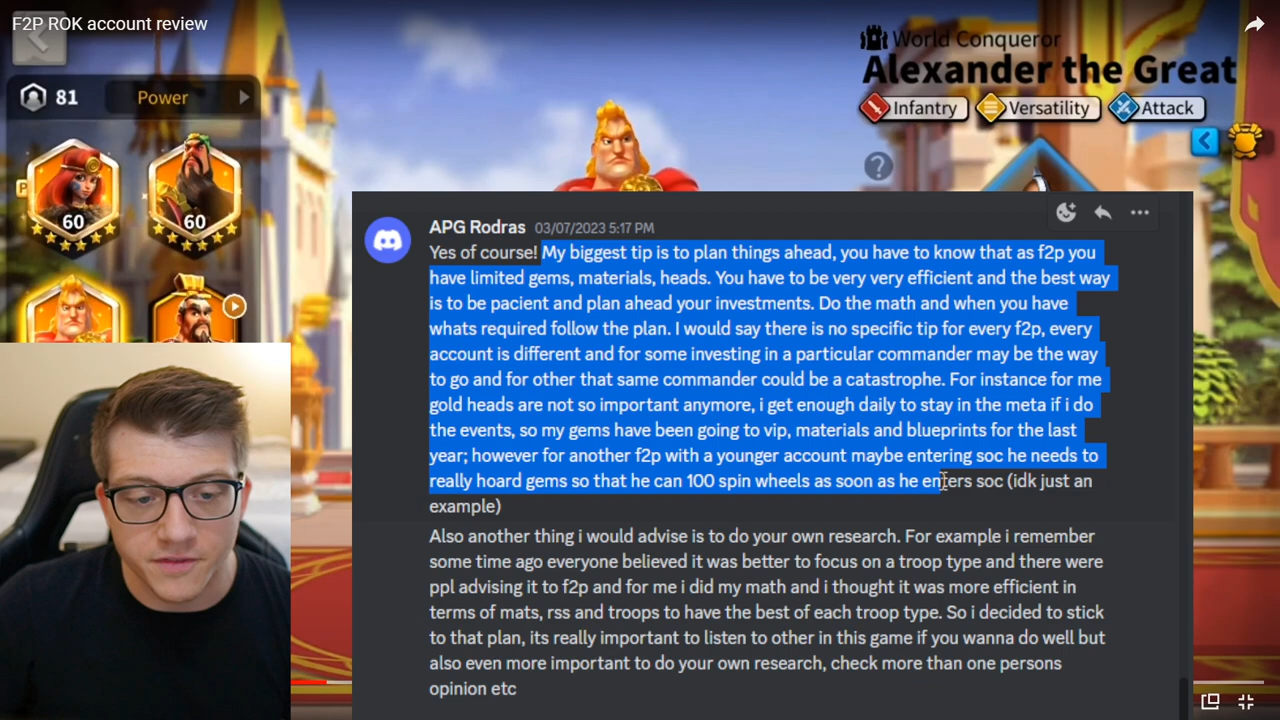 F2P ROK account review
81
Power
World Conqueror
Alexander the Great
Infantry
Versatility
Attack
P
60
60
?
APG Rodras 03/07/2023 5:17 PM
Yes of course! My biggest tip is to plan things ahead, you have to know that as f2p you
have limited gems, materials, heads. You have to be very very efficient and the best way
is to be pacient and plan ahead your investments. Do the math and when you have
whats required follow the plan. I would say there is no specific tip for every f2p, every
account is different and for some investing in a particular commander may be the way
to go and for other that same commander could be a catastrophe. For instance for me
gold heads are not so important anymore, i get enough daily to stay in the meta if i do
the events, so my gems have been going to vip, materials and blueprints for the last
year; however for another f2p with a younger account maybe entering soc he needs to
really hoard gems so that he can 100 spin wheels as soon as he enters soc (idk just an
example)
Also another thing i would advise is to do your own research. For example i remember
some time ago everyone believed it was better to focus on a troop type and there were
ppl advising it to f2p and for me i did my math and i thought it was more efficient in
terms of mats, rss and troops to have the best of each troop type. So i decided to stick
to that plan, its really important to listen to other in this game if you wanna do well but
also even more important to do your own research, check more than one persons
opinion etc